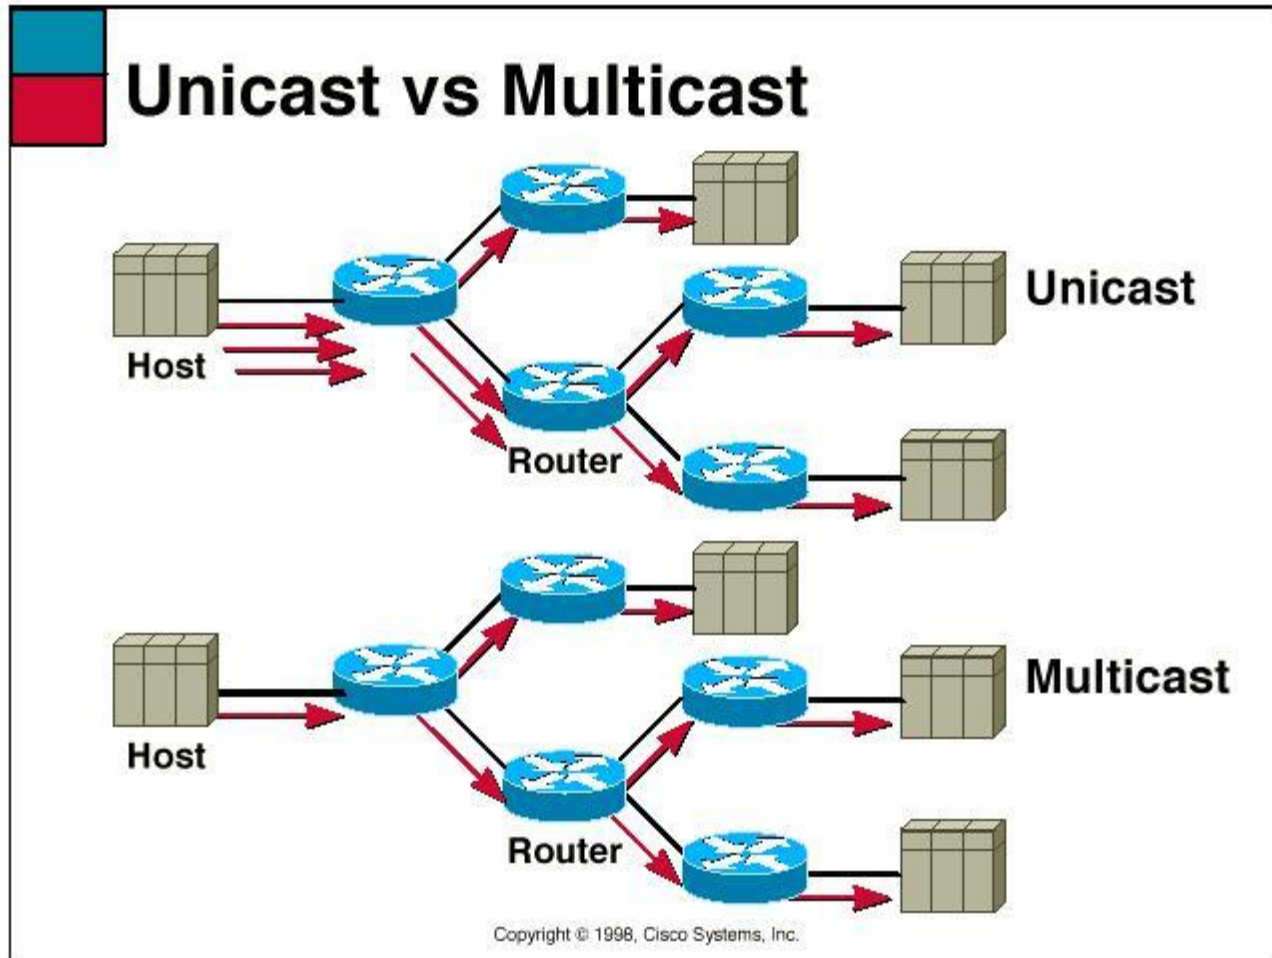 Unicast vs Multicast
Unicast
Host
Router
Multicast
Host
Router
Copyright © 1998, Cisco Systems, Inc.